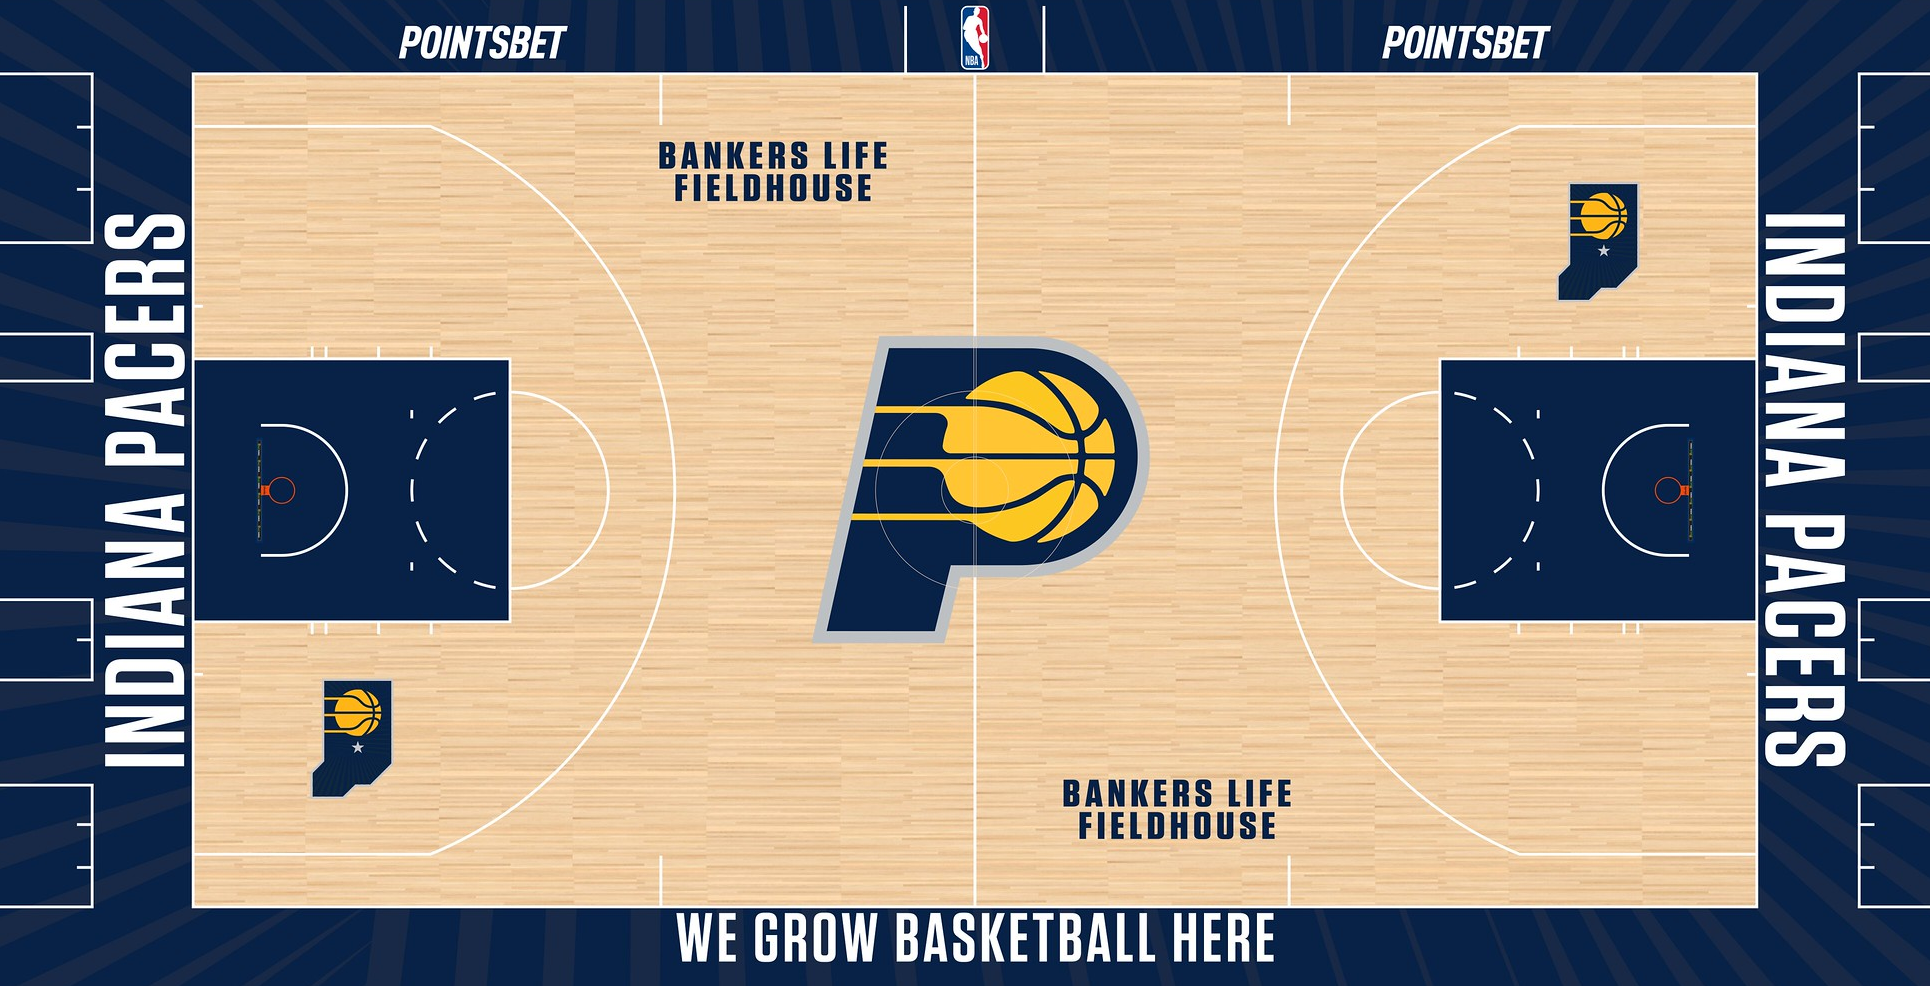 POINTSBET
NBA
POINTSBET
BANKERS LIFE
FIELDHOUSE
INDIANA PACERS
INDIANA PACERS
P
BANKERS LIFE
FIELDHOUSE
WE GROW BASKETBALL HERE